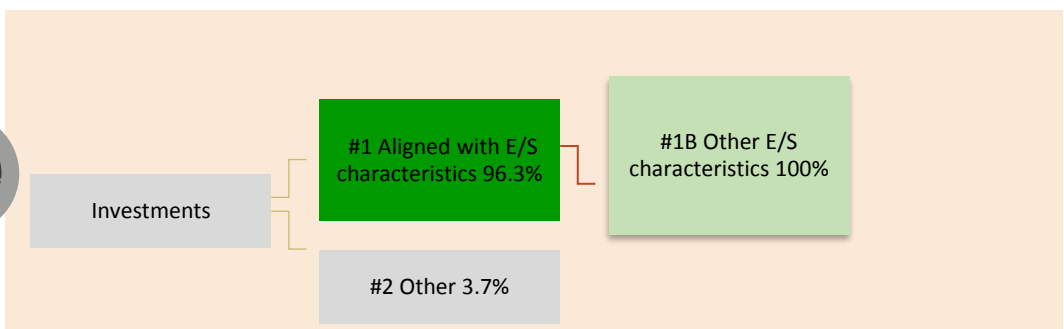 Investments
#1 Aligned with E/S
characteristics 96.3%
#1B Other E/S
characteristics 100%
#2 Other 3.7%